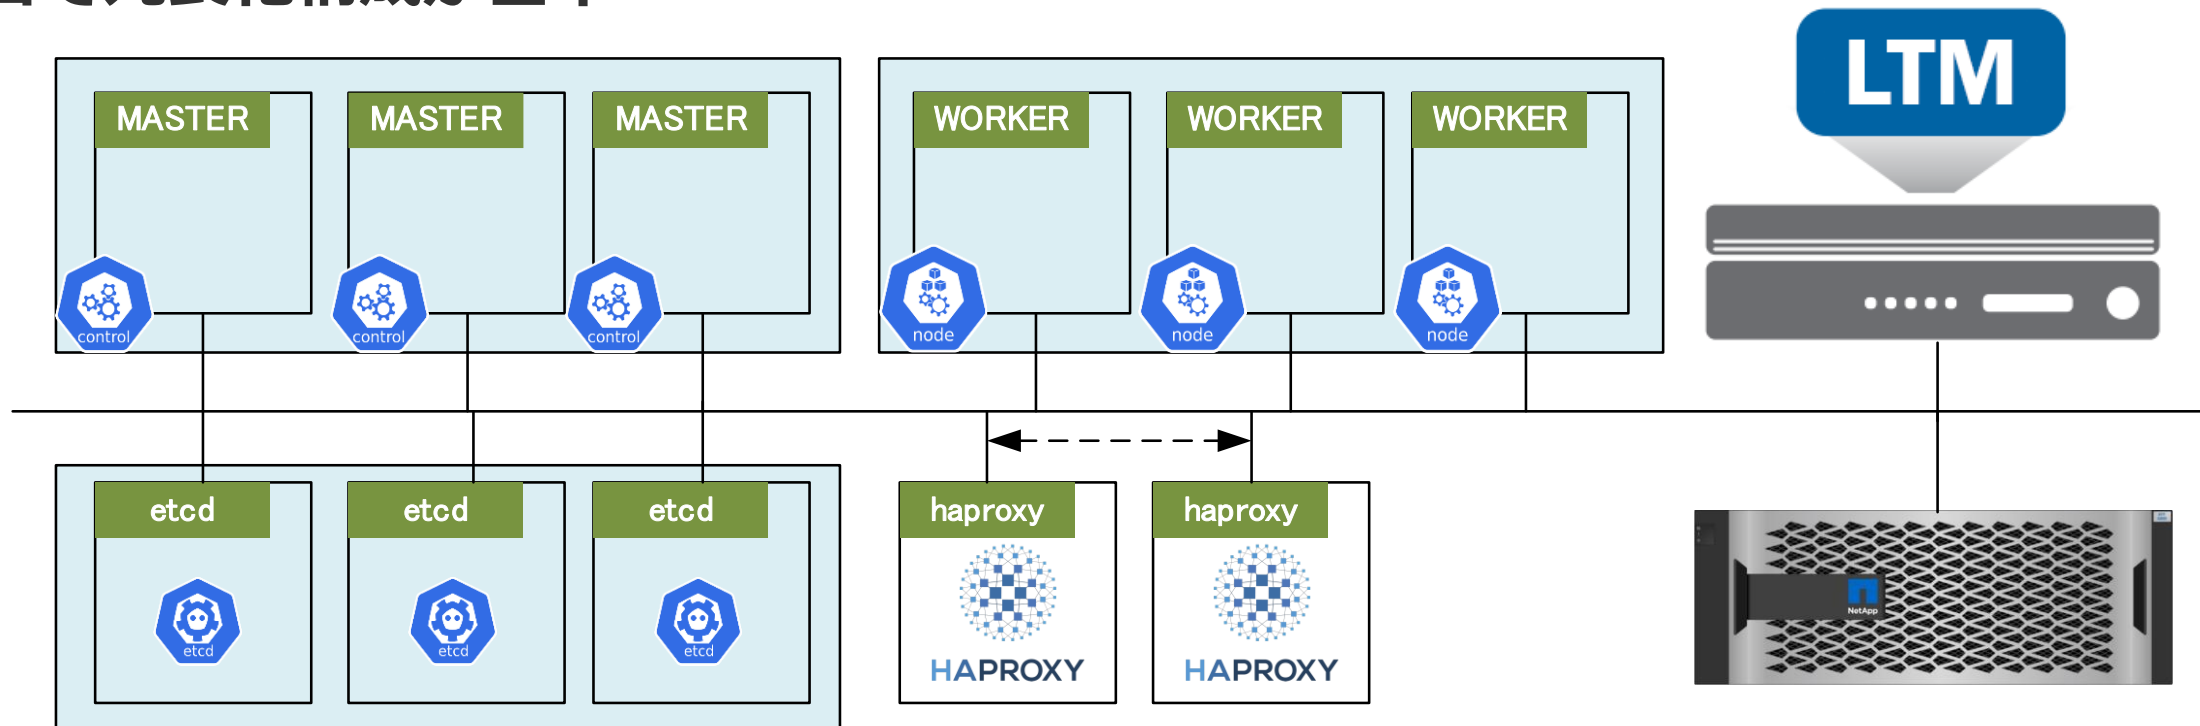 MASTER
MASTER
MASTER
control
control
control
WORKER
WORKER
WORKER
node
node
node
LTM
etcd
etcd
etcd
etcd
etcd
etcd
haproxy
haproxy
HAPROXY
HAPROXY
NetApp